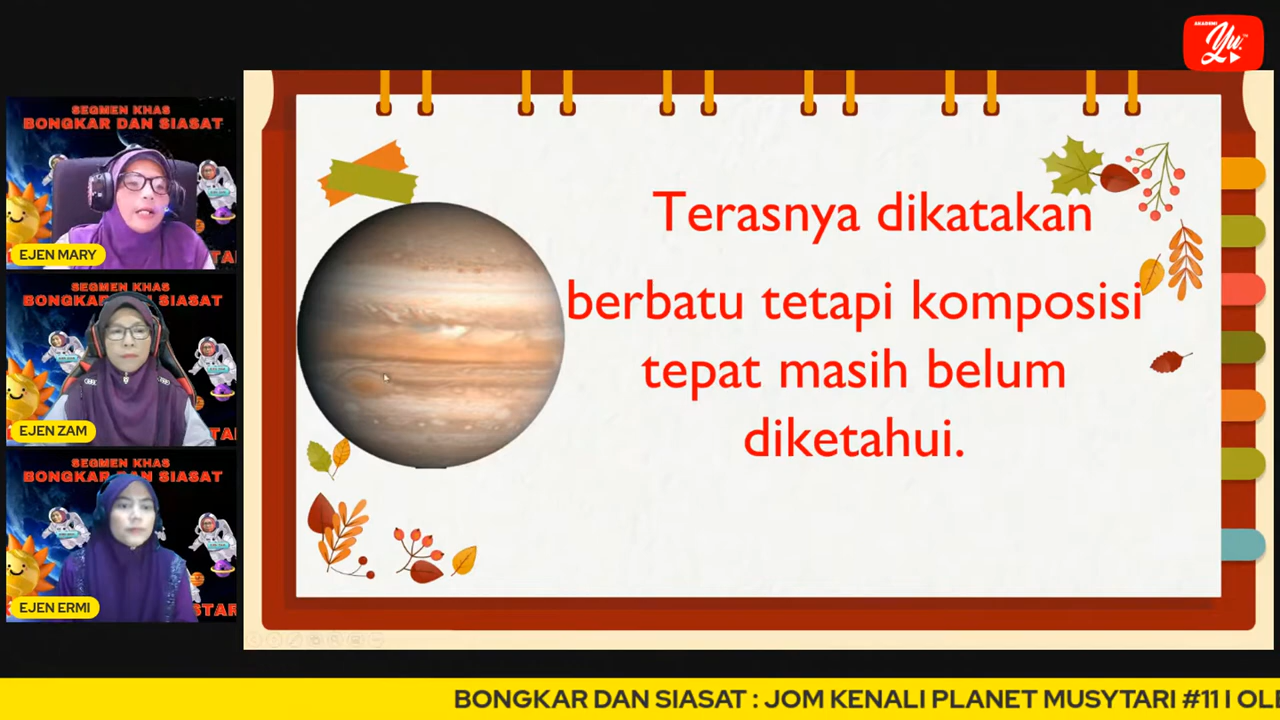 AKADEMI
Yu.
SEGMEN KHAS
BONGKAR DAN SIASAT
EJEN MARY
SEGMEN KHAS
BONGKAR DAN SIASAT
EJEN ZAM
SEGMEN KHAS
BONGKAR DAN SIASAT
EJEN ERMI
Terasnya dikatakan
berbatu tetapi komposisi
tepat masih belum
diketahui.
BONGKAR DAN SIASAT : JOM KENALI PLANET MUSYTARI #11 I